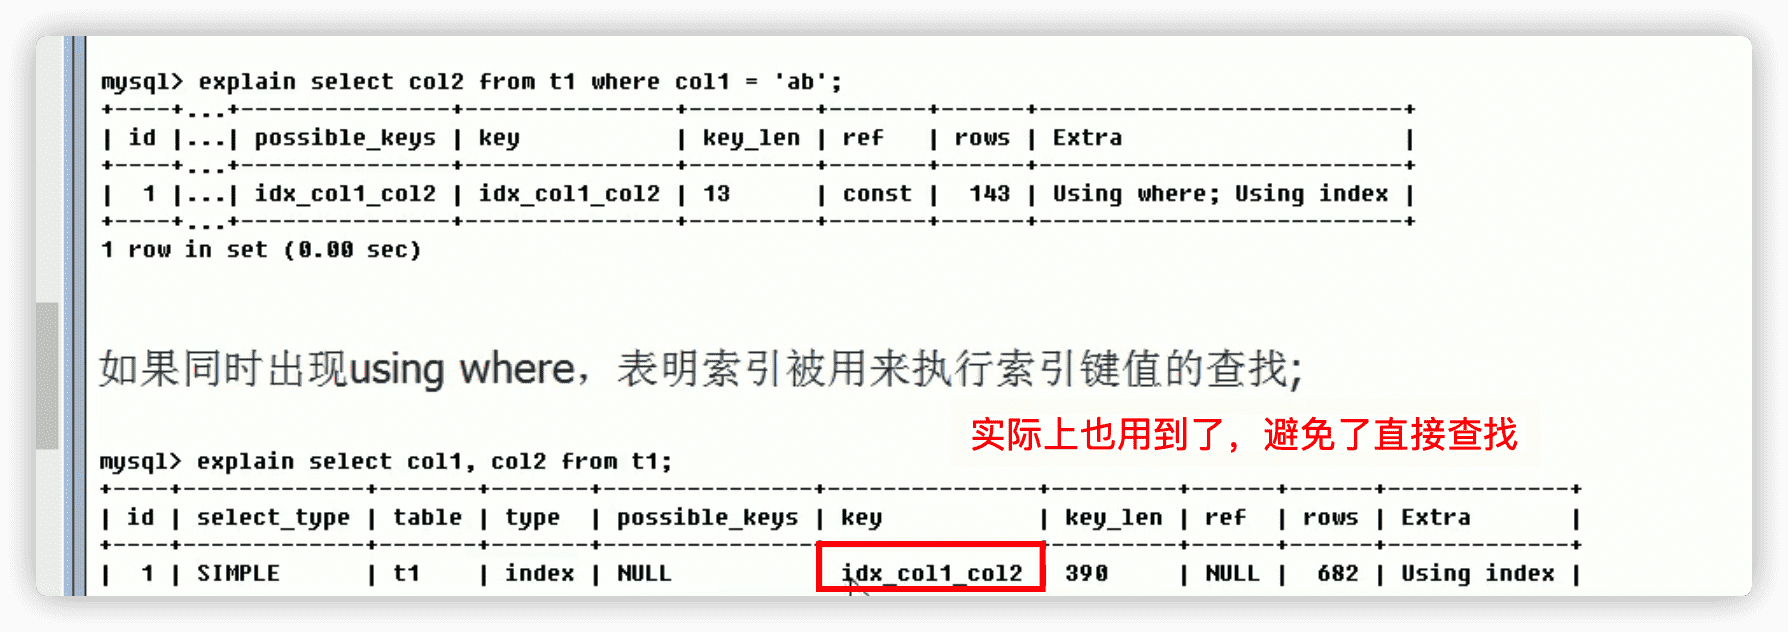 mysql> explain select col2 from t1 where col1 = 'ab';
+----+...+----------------+----------------+---------+-------+------+--------------------------+
| id |...| possible_keys | key | key_len | ref | rows | Extra |
+----+...+----------------+----------------+---------+-------+------+--------------------------+
| 1 |...| idx_col1_col2 | idx_col1_col2 | 13 | const | 143 | Using where; Using index |
+----+...+----------------+----------------+---------+-------+------+--------------------------+
1 row in set (0.00 sec)
如果同时出现using where，表明索引被用来执行索引键值的查找;
实际上也用到了，避免了直接查找
mysql> explain select col1, col2 from t1;
+----+-------------+-------+-------+---------------+---------------+---------+------+------+-------------+
| id | select_type | table | type | possible_keys | key | key_len | ref | rows | Extra |
+----+-------------+-------+-------+---------------+---------------+---------+------+------+-------------+
| 1 | SIMPLE | t1 | index | NULL | idx_col1_col2 | 390 | NULL | 682 | Using index |